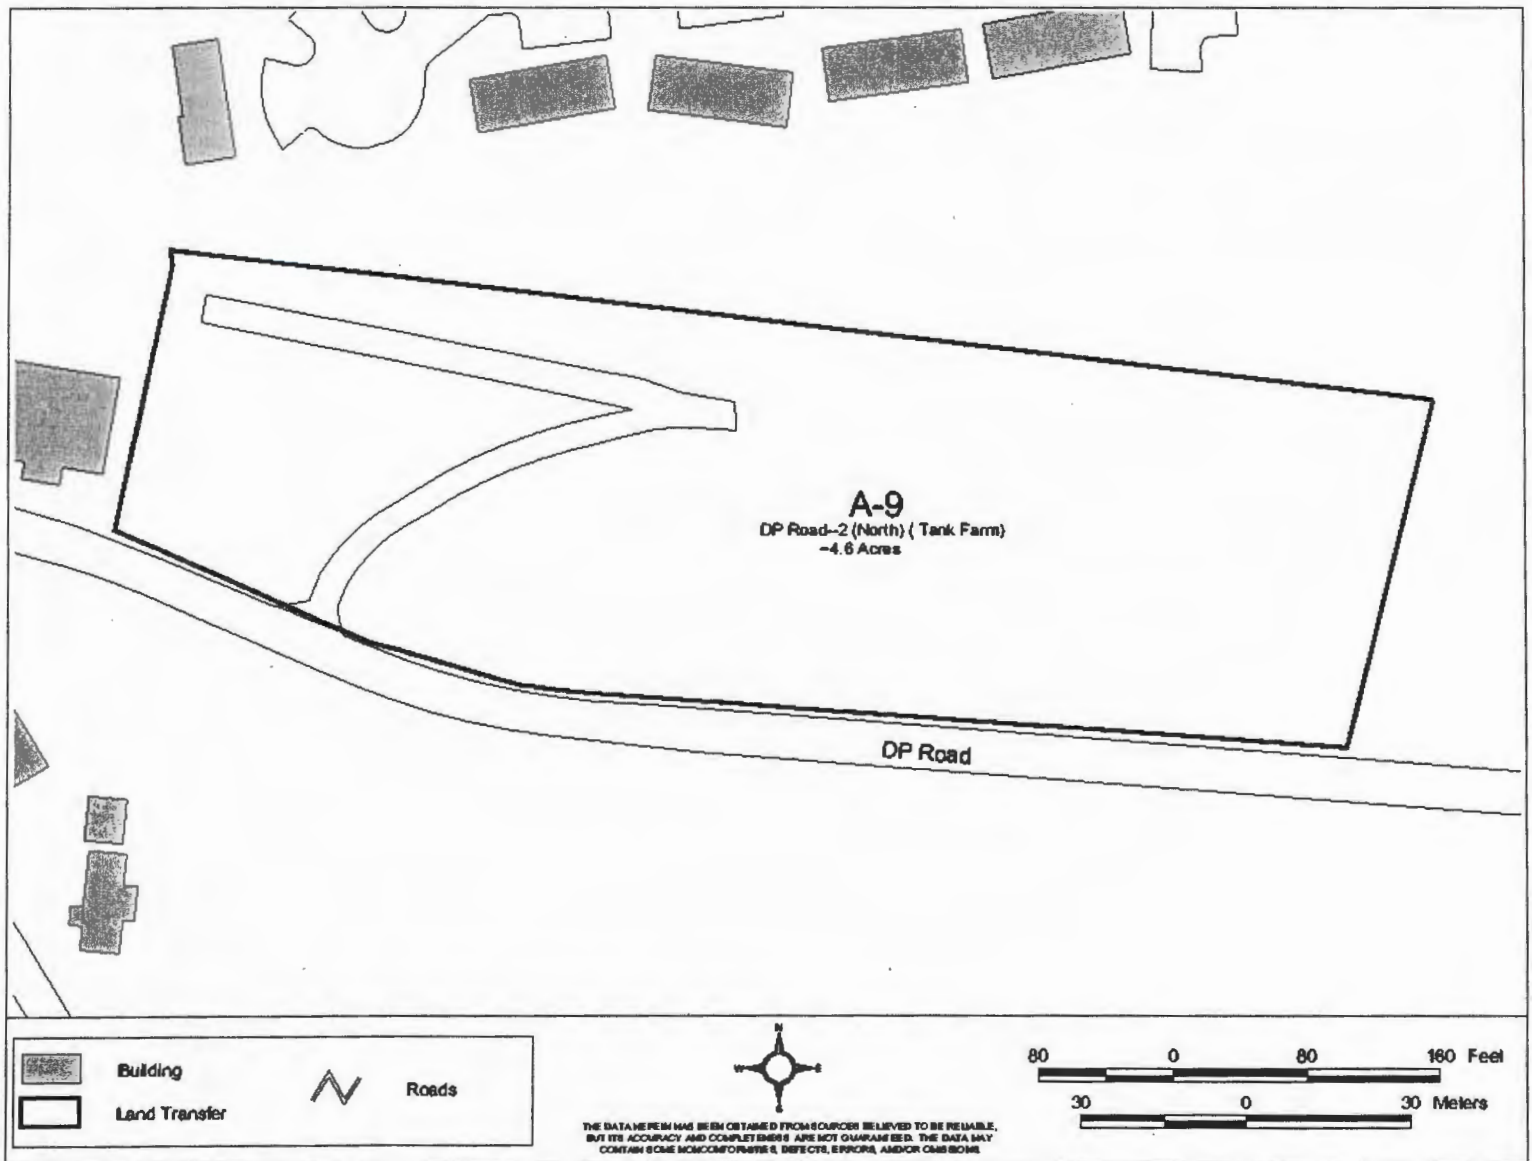 A-9
DP Road--2 (North) ( Tank Farm)
~4.6 Acres
DP Road
Building
Land Transfer
Roads
N
W
E
S
80 0 80 160 Feet
30 0 30 Meters
THE DATA HEREIN HAS BEEN OBTAINED FROM SOURCES BELIEVED TO BE RELIABLE,
BUT ITS ACCURACY AND COMPLETENESS ARE NOT GUARANTEED. THE DATA MAY
CONTAIN SOME NONCONFORMITIES, DEFECTS, ERRORS, AND/OR OMISSIONS.